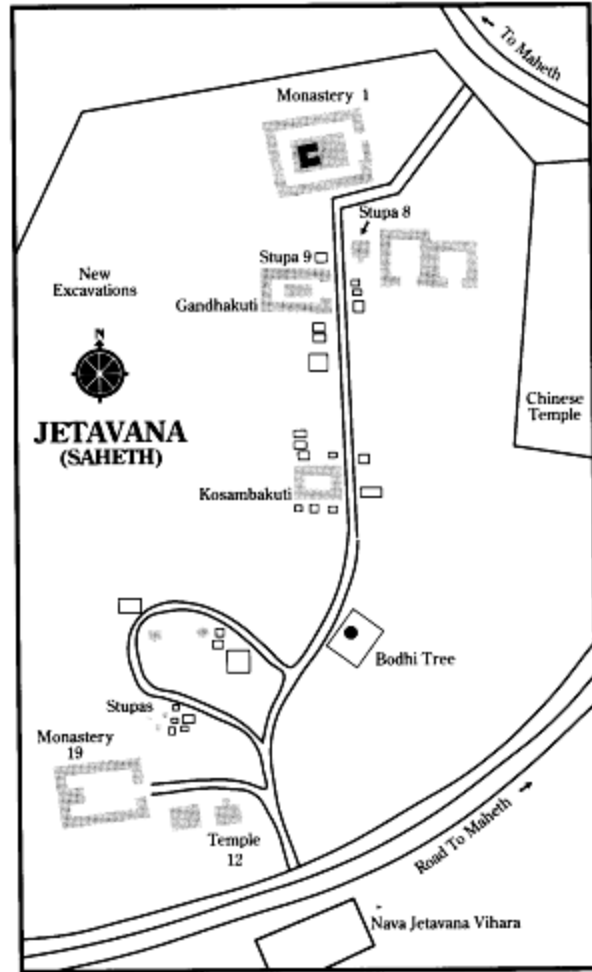 To Maheth
Monastery 1
Stupa 8
Stupa 9
New
Excavations
Gandhakuti
N
JETAVANA
(SAHETH)
Chinese
Temple
Kosambakuti
Bodhi Tree
Stupas
Monastery
19
Temple
12
Road To Maheth
Nava Jetavana Vihara